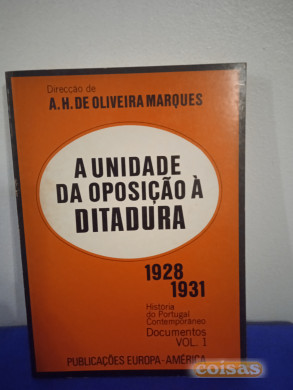 Direcção de
A. H. DE OLIVEIRA MARQUES
A UNIDADE
DA OPOSIÇÃO À
DITADURA
1928
1931
História
de Portugal
Contemporâneo
Documentos
VOL. 1
PUBLICAÇÕES EUROPA-AMÉRICA
coisas